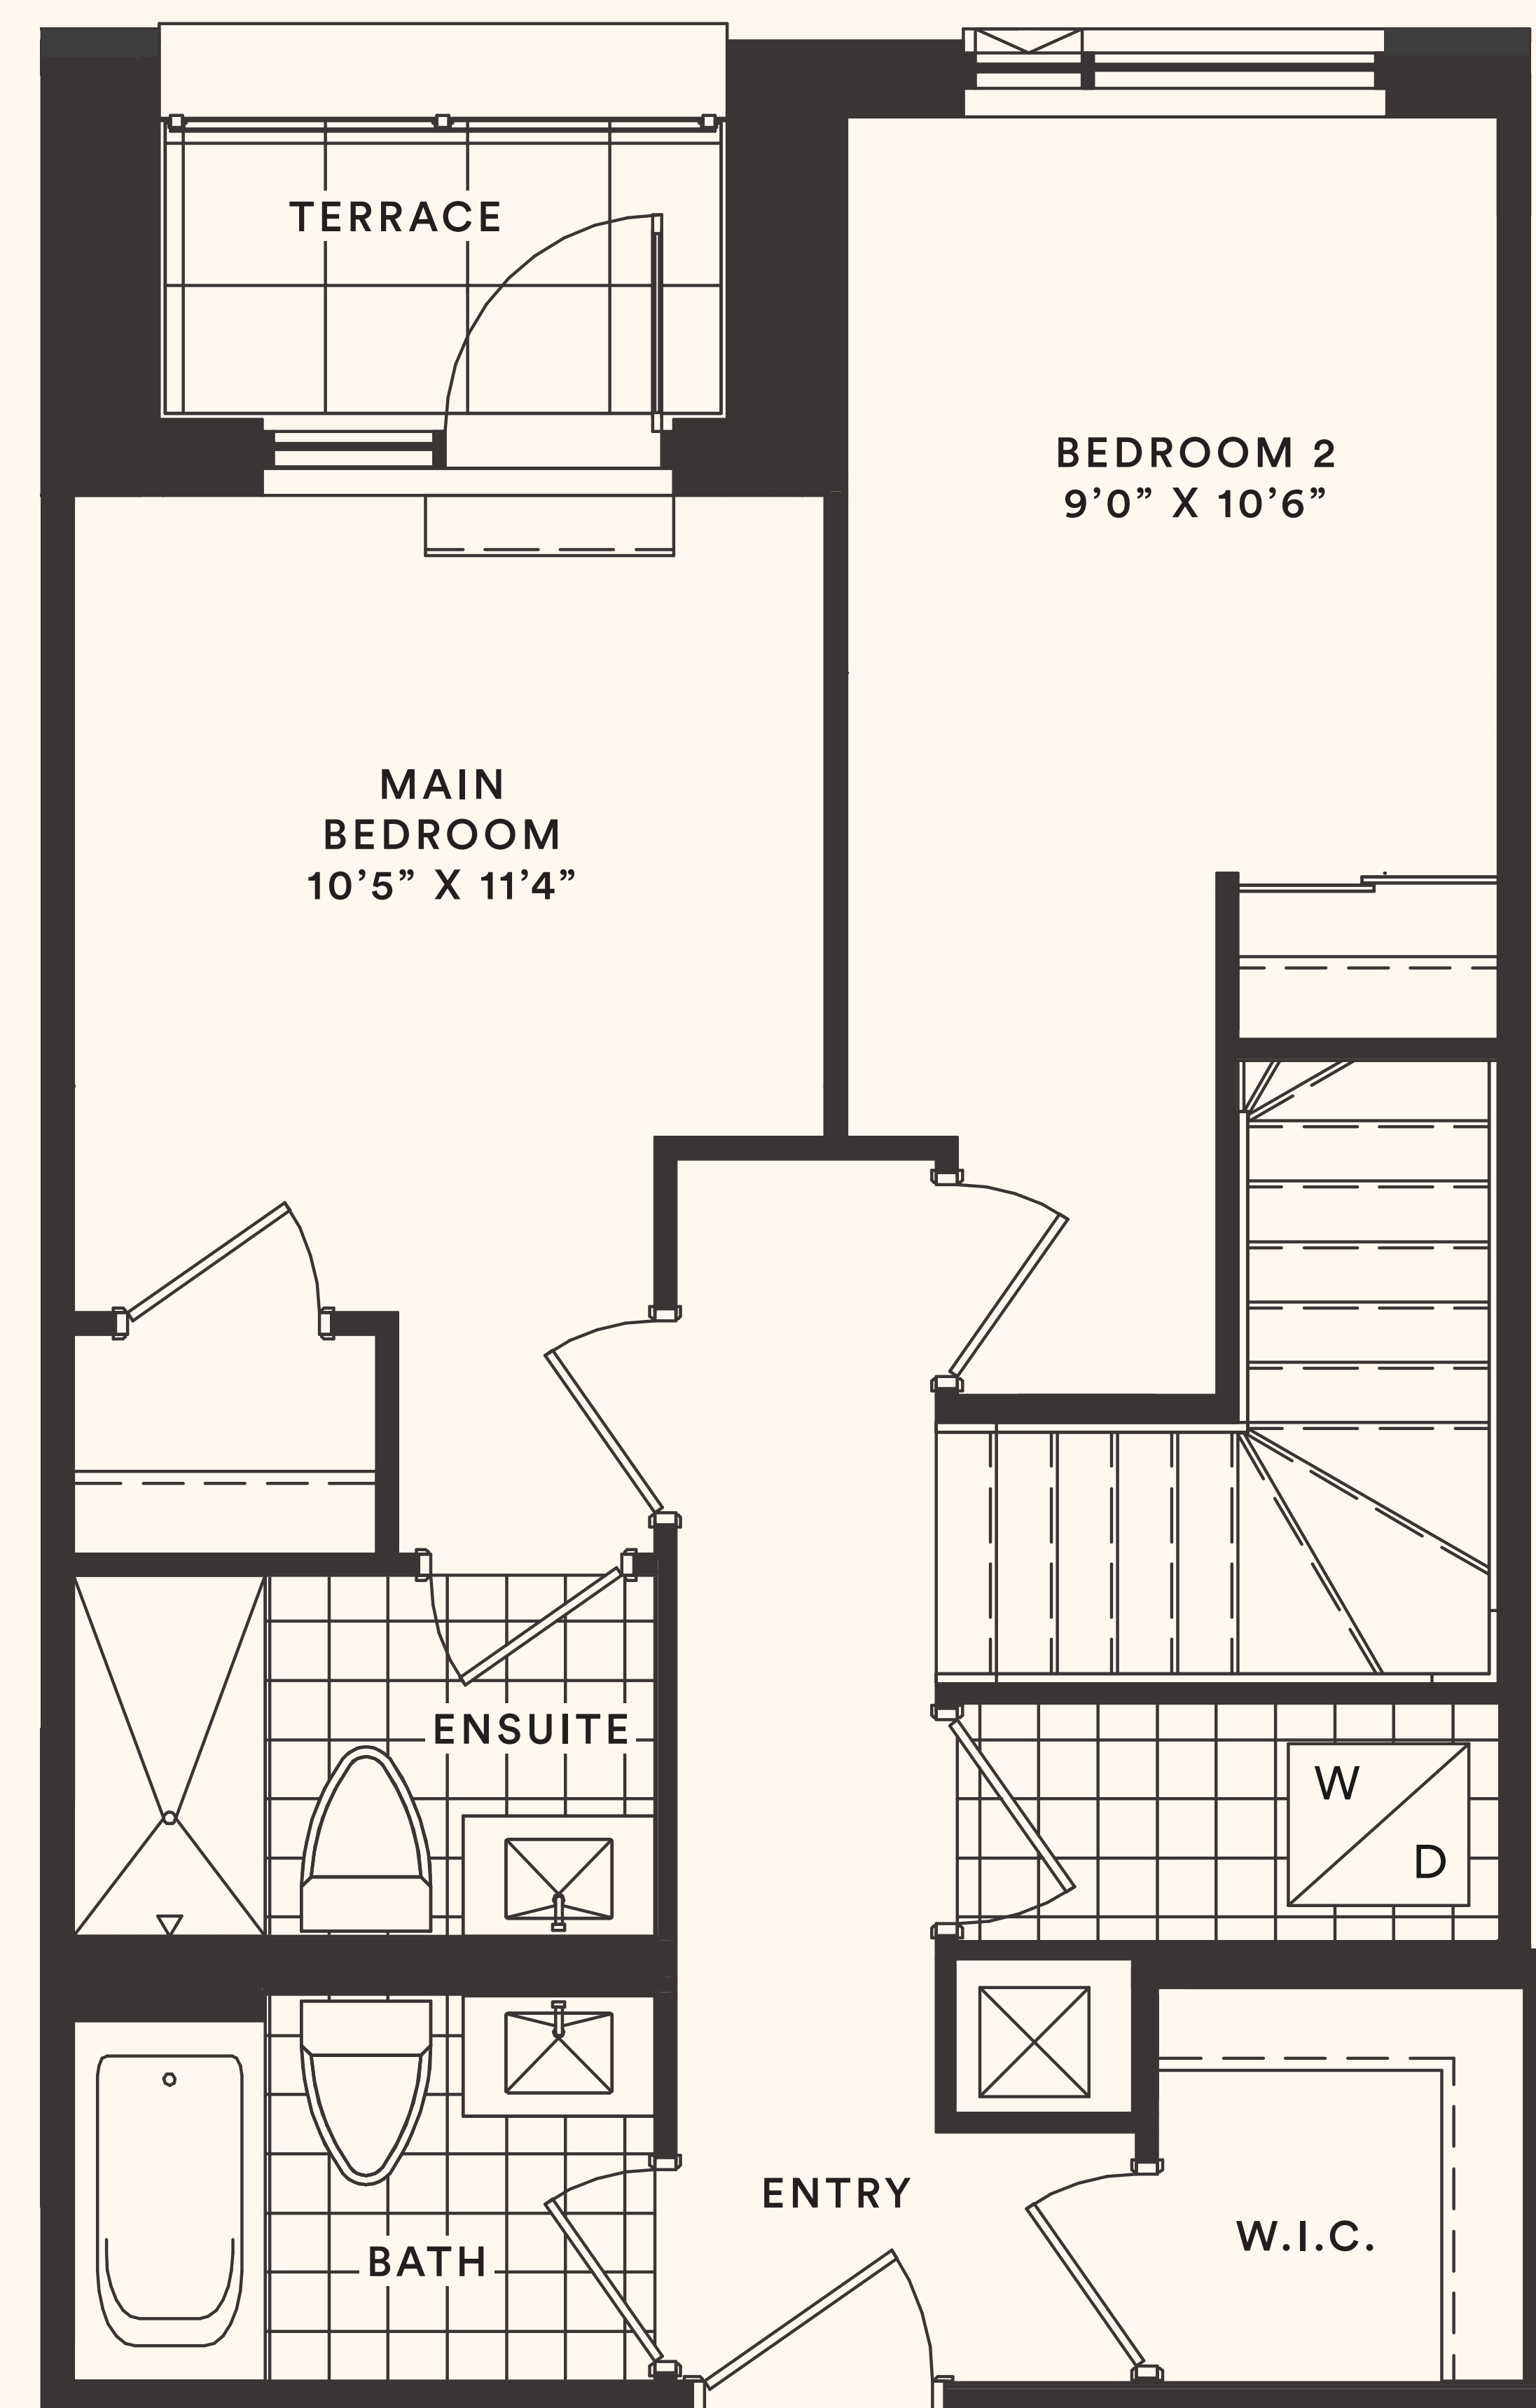 TERRACE
BEDROOM 2
9’0” X 10’6”
MAIN
BEDROOM
10’5” X 11’4”
ENSUITE
W
D
ENTRY
W.I.C.
BATH